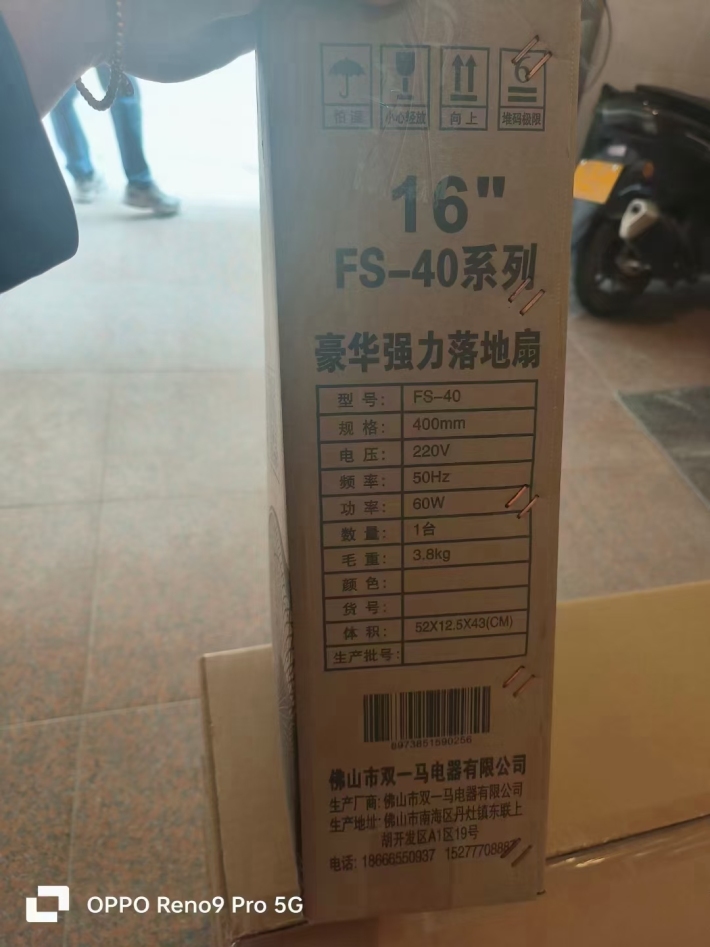 怕湿
小心轻放
向上
6
堆码极限
16"
FS-40系列
豪华强力落地扇
型号: FS-40
规格: 400mm
电压: 220V
频率: 50Hz
功率: 60W
数量: 1台
毛重: 3.8kg
颜色:
货号:
体积: 52X12.5X43(CM)
生产批号:
6973851590256
佛山市双一马电器有限公司
生产厂商: 佛山市双一马电器有限公司
生产地址: 佛山市南海区丹灶镇东联上
胡开发区A1区19号
电话: 18666550937
OPPO Reno9 Pro 5G